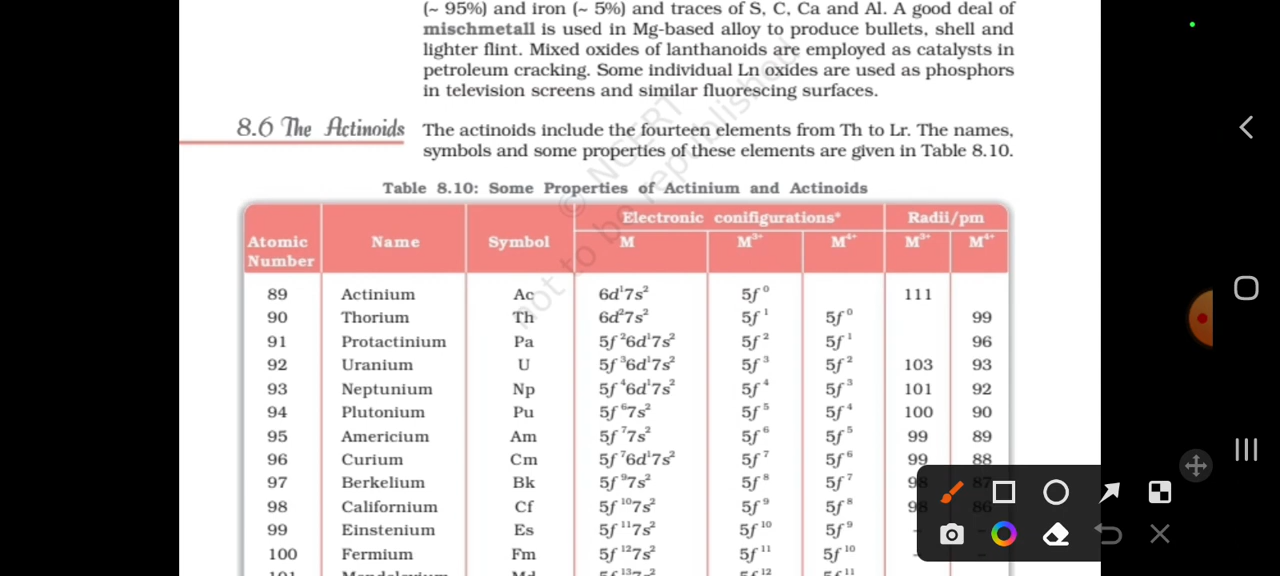 (~ 95%) and iron (~ 5%) and traces of S, C, Ca and Al. A good deal of
mischmetall is used in Mg-based alloy to produce bullets, shell and
lighter flint. Mixed oxides of lanthanoids are employed as catalysts in
petroleum cracking. Some individual Ln oxides are used as phosphors
in television screens and similar fluorescing surfaces.
8.6 The Actinoids
The actinoids include the fourteen elements from Th to Lr. The names,
symbols and some properties of these elements are given in Table 8.10.
© NCERT
not to be republished
Table 8.10: Some Properties of Actinium and Actinoids
Electronic conifigurations* Radii/pm
Atomic Number Name Symbol M M³⁺ M⁴⁺ M³⁺ M⁴⁺
89 Actinium Ac 6d¹7s² 5f⁰ 111
90 Thorium Th 6d²7s² 5f¹ 5f⁰ 99
91 Protactinium Pa 5f²6d¹7s² 5f² 5f¹ 96
92 Uranium U 5f³6d¹7s² 5f³ 5f² 103 93
93 Neptunium Np 5f⁴6d¹7s² 5f⁴ 5f³ 101 92
94 Plutonium Pu 5f⁶7s² 5f⁵ 5f⁴ 100 90
95 Americium Am 5f⁷7s² 5f⁶ 5f⁵ 99 89
96 Curium Cm 5f⁷6d¹7s² 5f⁷ 5f⁶ 99 88
97 Berkelium Bk 5f⁹7s² 5f⁸ 5f⁷ 98 87
98 Californium Cf 5f¹⁰7s² 5f⁹ 5f⁸ 98 86
99 Einstenium Es 5f¹¹7s² 5f¹⁰ 5f⁹ - -
100 Fermium Fm 5f¹²7s² 5f¹¹ 5f¹⁰ - -